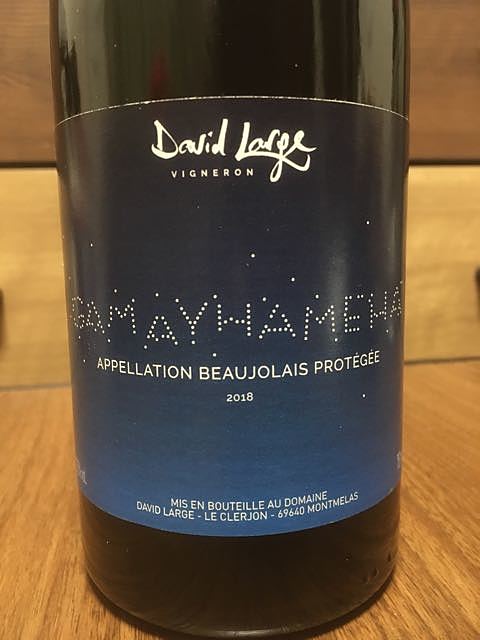 David Large
VIGNERON
GAMAYHAMEHA
APPELLATION BEAUJOLAIS PROTÉGÉE
2018
MIS EN BOUTEILLE AU DOMAINE
DAVID LARGE - LE CLERJON - 69640 MONTMELAS